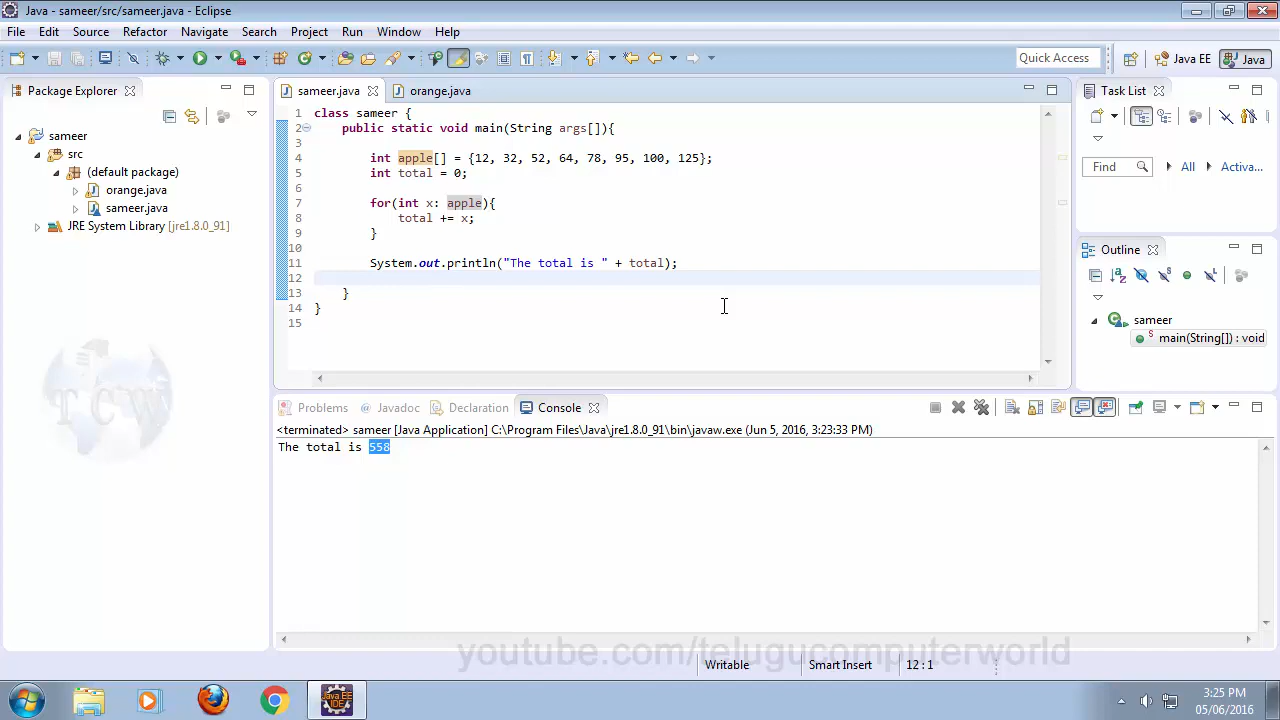 Java - sameer/src/sameer.java - Eclipse
File Edit Source Refactor Navigate Search Project Run Window Help
Quick Access
Java EE
Java
Package Explorer
sameer
src
(default package)
orange.java
sameer.java
JRE System Library [jre1.8.0_91]
sameer.java
orange.java
1 class sameer {
2 public static void main(String args[]){
3
4 int apple[] = {12, 32, 52, 64, 78, 95, 100, 125};
5 int total = 0;
6
7 for(int x: apple){
8 total += x;
9 }
10
11 System.out.println("The total is " + total);
12
13 }
14 }
15
Task List
Find
All
Activa...
Outline
sameer
main(String[]) : void
Problems
Javadoc
Declaration
Console
<terminated> sameer [Java Application] C:\Program Files\Java\jre1.8.0_91\bin\javaw.exe (Jun 5, 2016, 3:23:33 PM)
The total is 558
TCW
youtube.com/telugucomputerworld
Writable
Smart Insert
12 : 1
Java EE
IDE
3:25 PM
05/06/2016